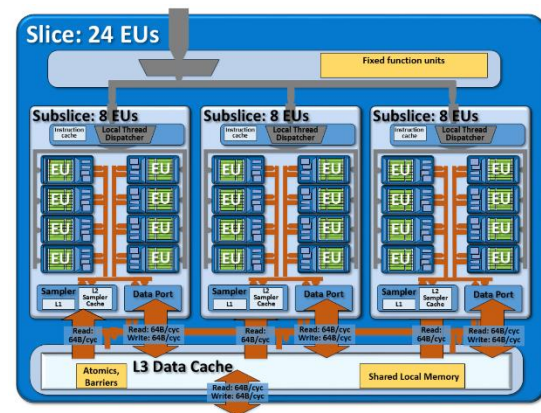 Slice: 24 EUs
Fixed function units
Subslice: 8 EUs
Subslice: 8 EUs
Subslice: 8 EUs
Instruction cache
Local Thread Dispatcher
Instruction cache
Local Thread Dispatcher
Instruction cache
Local Thread Dispatcher
EU EU EU EU EU EU
EU EU EU EU EU EU
EU EU EU EU EU EU
EU EU EU EU EU EU
Sampler
L1
L2 Sampler Cache
Data Port
Sampler
L1
L2 Sampler Cache
Data Port
Sampler
L1
L2 Sampler Cache
Data Port
Read: 64B/cyc
Read: 64B/cyc
Write: 64B/cyc
Read: 64B/cyc
Read: 64B/cyc
Write: 64B/cyc
Read: 64B/cyc
Read: 64B/cyc
Write: 64B/cyc
L3 Data Cache
Atomics, Barriers
Shared Local Memory
Read: 64B/cyc
Write: 64B/cyc